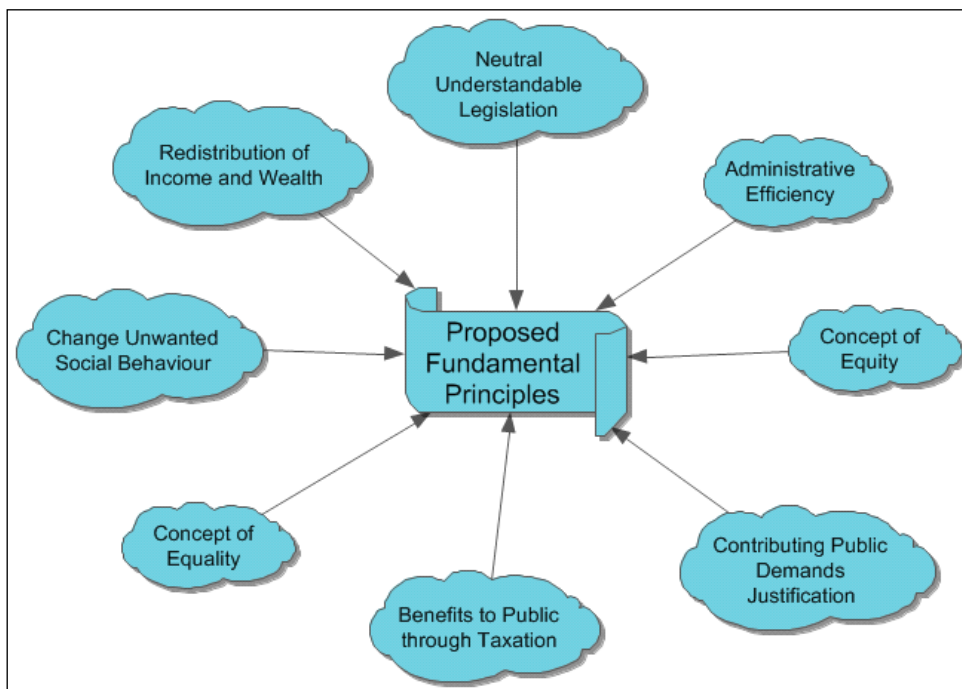 Neutral
Understandable
Legislation
Redistribution of
Income and Wealth
Administrative
Efficiency
Change Unwanted
Social Behaviour
Proposed
Fundamental
Principles
Concept of
Equity
Concept of
Equality
Contributing Public
Demands
Justification
Benefits to Public
through Taxation